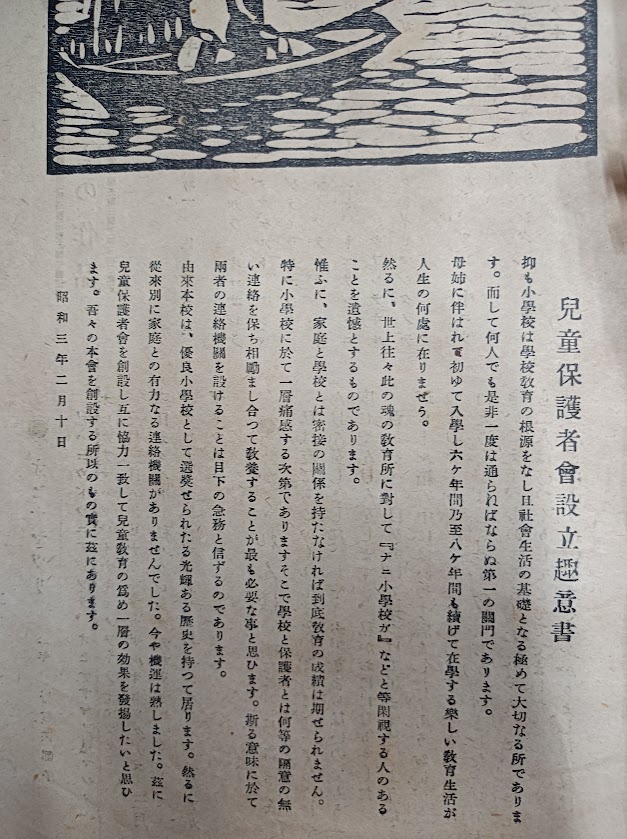 兒童保護者會設立趣意書
抑も小學校は學校敎育の根源をなし且社會生活の基礎となる極めて大切なる所でありま
す。而して何人でも是非一度は通らねばならぬ第一の關門であります。
母姉に伴はれて初めて入學し六ケ年間乃至八ケ年間も續けて在學する樂しい敎育生活が
人生の何處に在りませう。
然るに、世上往々此の魂の敎育所に對して『ナニ小學校が』などと等閑視する人のある
ことを遺憾とするものであります。
惟ふに、家庭と學校とは密接の關係を持たなければ到底敎育の成績は期せられません。
特に小學校に於て一層痛感する次第でありますそこで學校と保護者とは何等の隔意の無
い連絡を保ち相勵まし合つて敎養することが最も必要な事と思ひます。斯る意味に於て
兩者の連絡機關を設けることは目下の急務と信ずるのであります。
由來本校は、優良小學校として選奬せられたる光輝ある歷史を持つて居ります。然るに
從來別に家庭との有力なる連絡機關がありませんでした。今や機運は熟しました。茲に
兒童保護者會を創設し互に協力一致して兒童敎育の爲め一層の効果を發揚したいと思ひ
ます。吾々の本會を創設する所以のもの實に茲にあります。
昭和三年二月十日